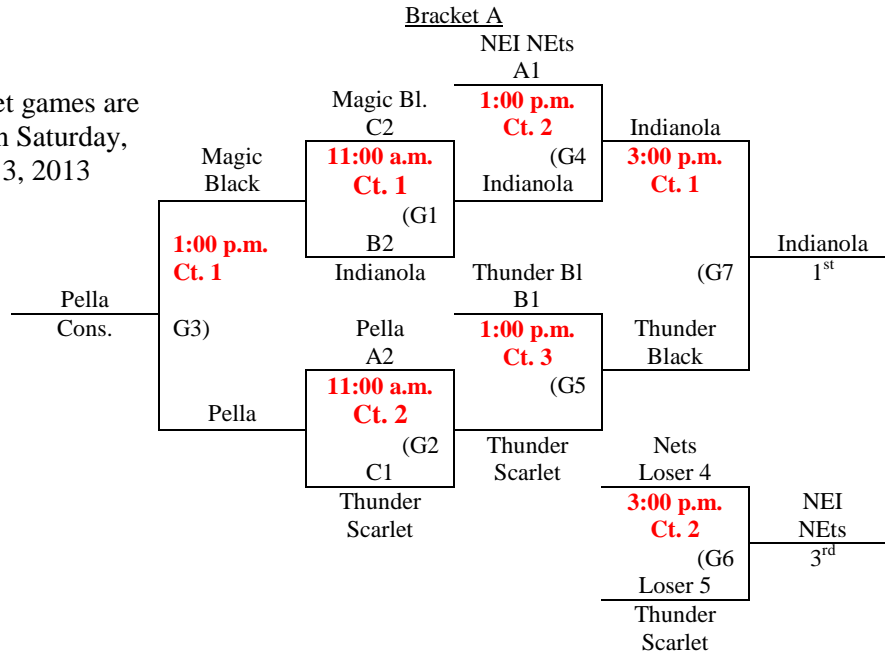 Bracket A
NEI NEts
A1
et games are
n Saturday,
3, 2013
Magic Bl.
C2
1:00 p.m.
Ct. 2
(G4
Indianola
Magic
Black
11:00 a.m.
Ct. 1
(G1
Indianola
3:00 p.m.
Ct. 1
(G7
1:00 p.m.
Ct. 1
G3)
B2
Indianola
Thunder Bl
B1
Indianola
1st
Pella
Cons.
Pella
A2
1:00 p.m.
Ct. 3
(G5
Thunder
Black
Pella
11:00 a.m.
Ct. 2
(G2
C1
Thunder
Scarlet
Thunder
Scarlet
Nets
Loser 4
3:00 p.m.
Ct. 2
(G6
Loser 5
Thunder
Scarlet
NEI
NEts
3rd